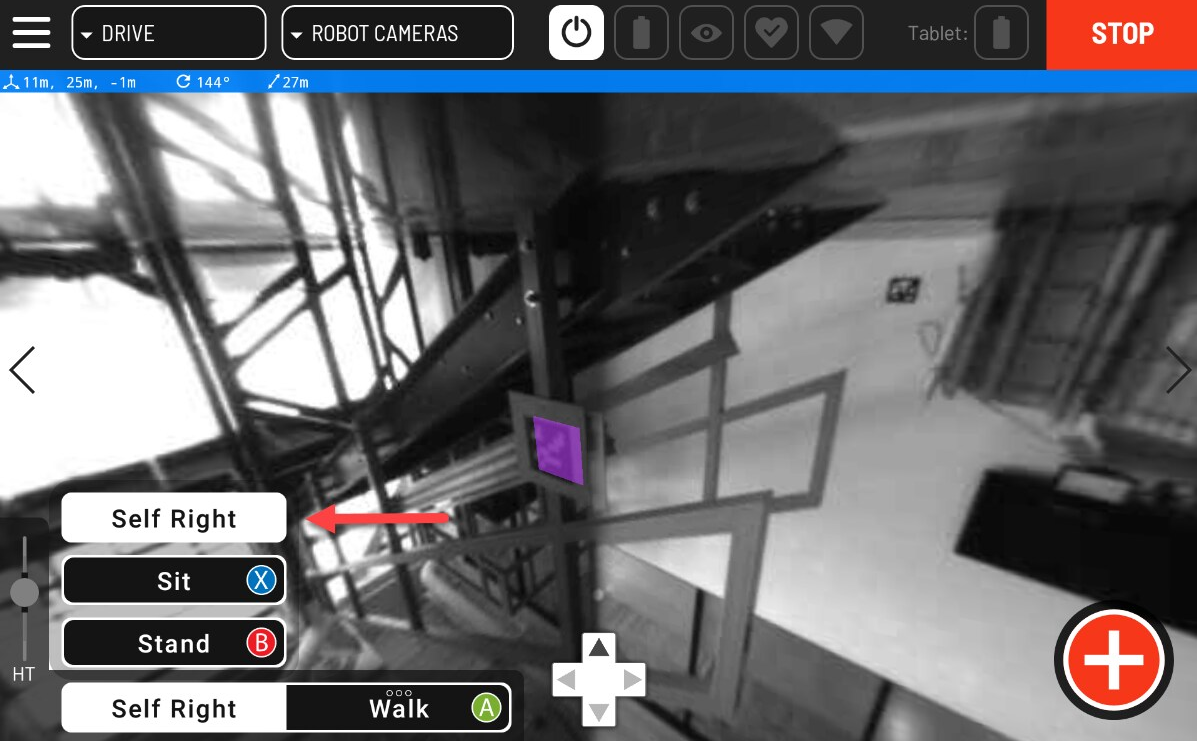 DRIVE
ROBOT CAMERAS
Tablet:
STOP
11m, 25m, -1m
144°
27m
Self Right
Sit X
Stand B
HT
Self Right
Walk A